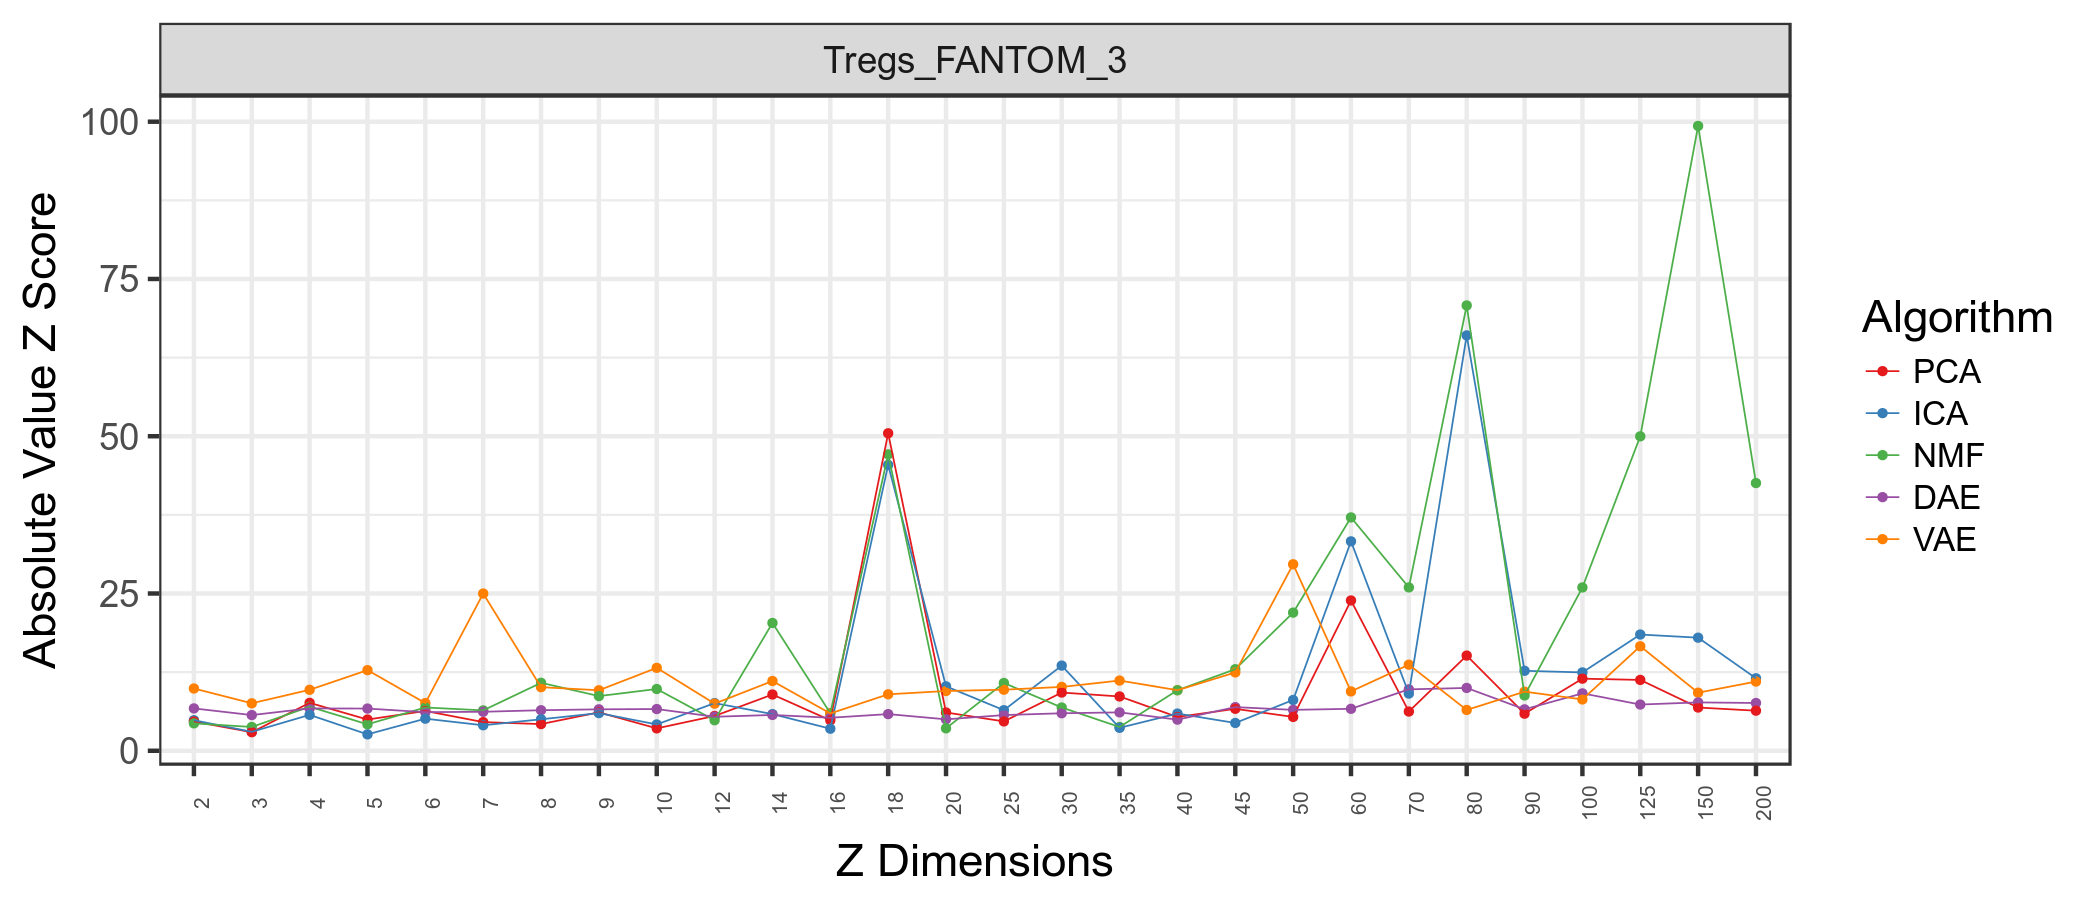 Tregs_FANTOM_3
100
75
50
25
0
Absolute Value Z Score
2 3 4 5 6 7 8 9 10 12 14 16 18 20 25 30 35 40 45 50 60 70 80 90 100 125 150 200
Z Dimensions
Algorithm
PCA
ICA
NMF
DAE
VAE